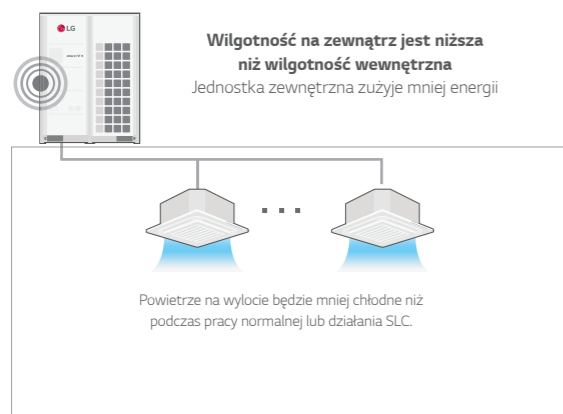 LG
Wilgotność na zewnątrz jest niższa
niż wilgotność wewnętrzna
Jednostka zewnętrzna zużyje mniej energii
Powietrze na wylocie będzie mniej chłodne niż
podczas pracy normalnej lub działania SLC.